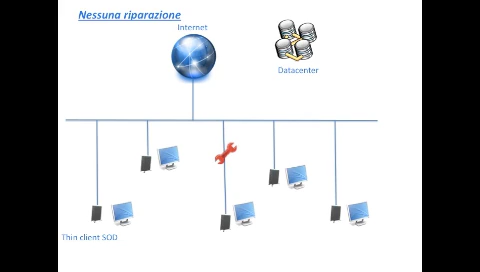 Nessuna riparazione
Internet
Datacenter
Thin client SOD